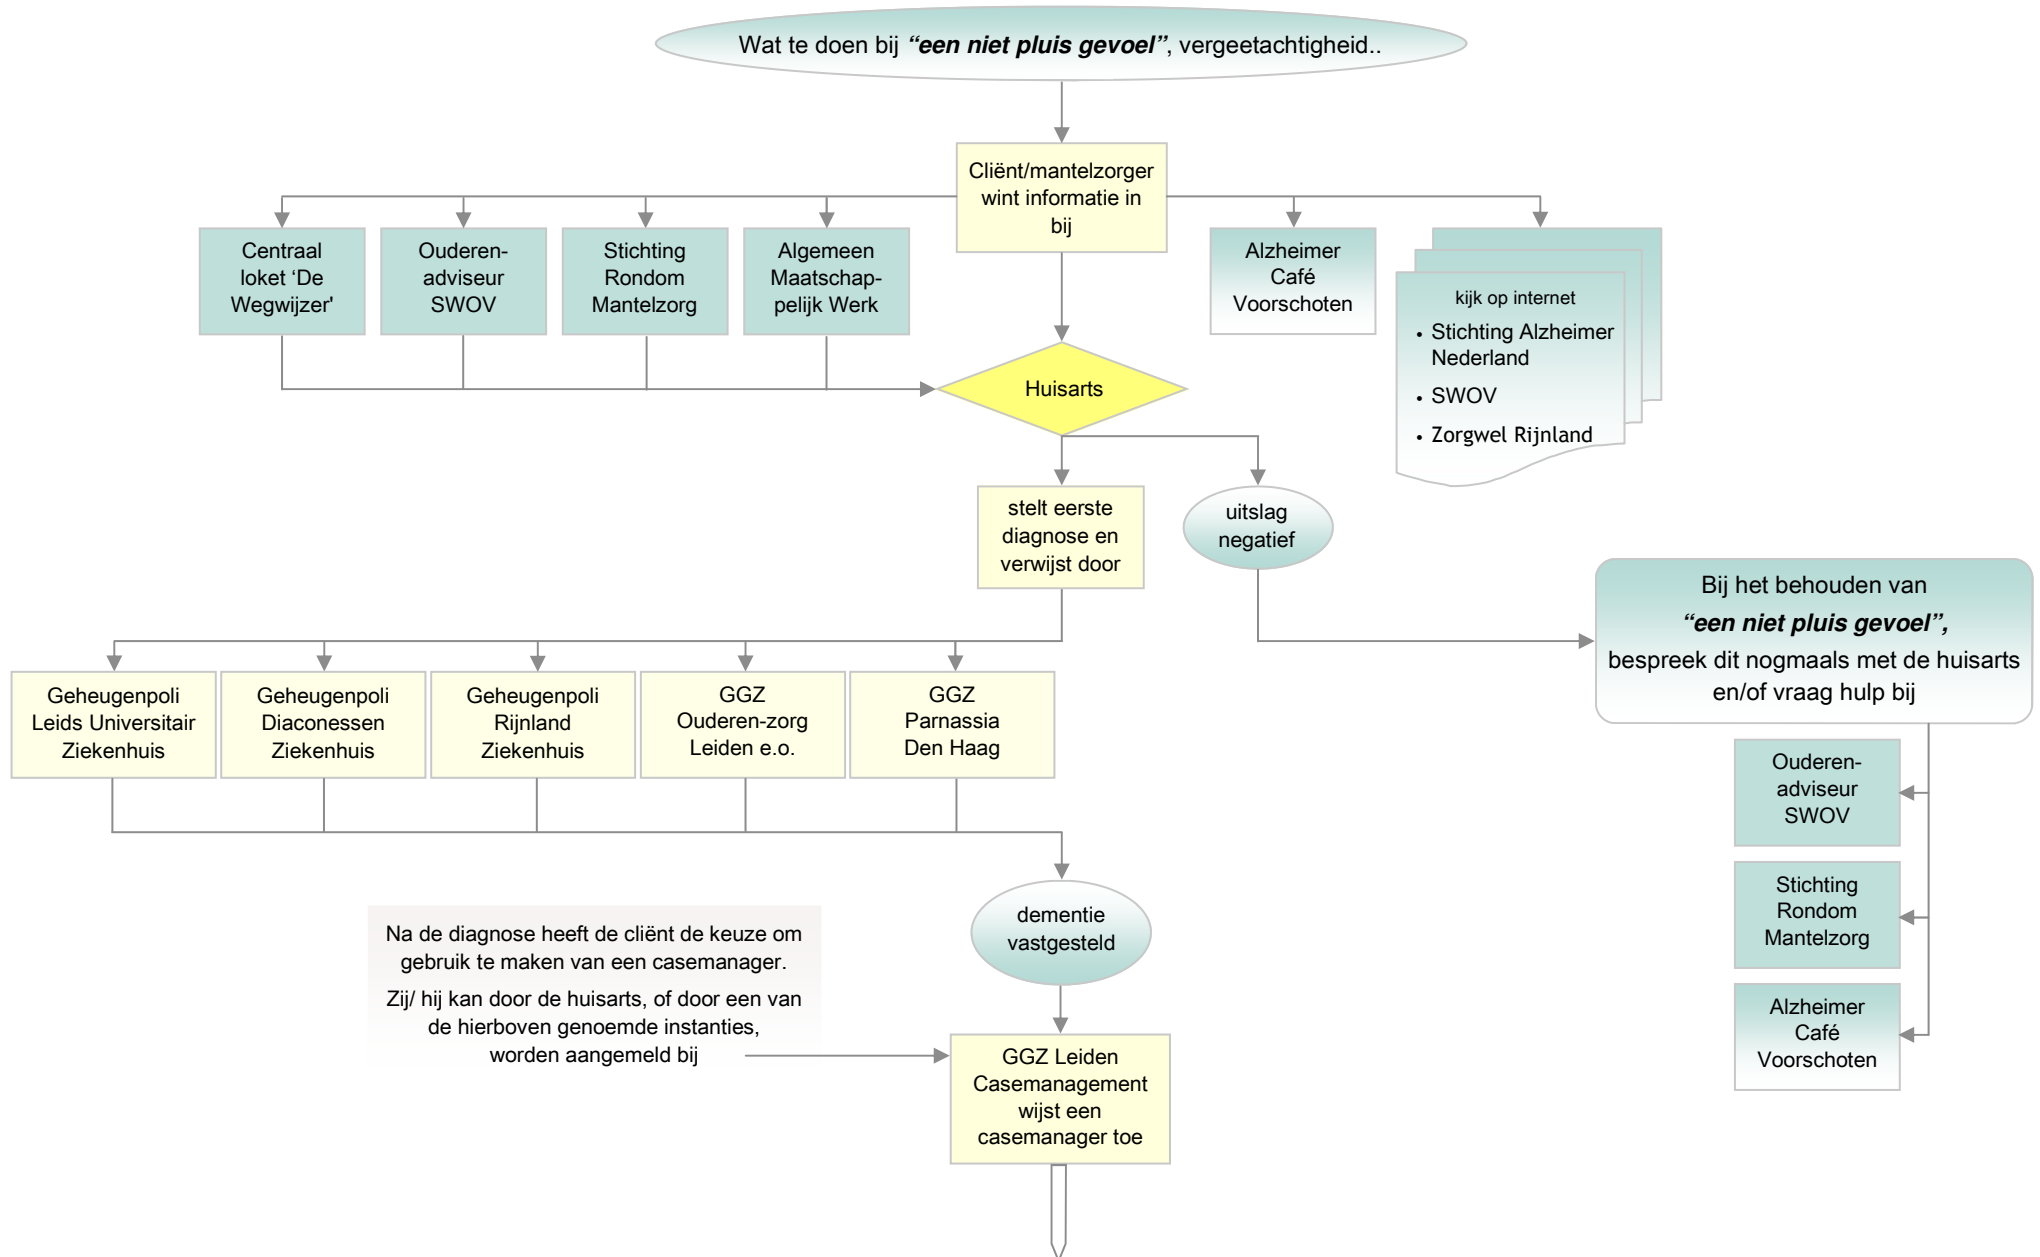 Wat te doen bij “een niet pluis gevoel”, vergeetachtigheid..
Cliënt/mantelzorger
wint informatie in
bij
Centraal
loket ‘De
Wegwijzer'
Ouderen-
adviseur
SWOV
Stichting
Rondom
Mantelzorg
Algemeen
Maatschap-
pelijk Werk
Alzheimer
Café
Voorschoten
kijk op internet
• Stichting Alzheimer
Nederland
• SWOV
• Zorgwel Rijnland
Huisarts
stelt eerste
diagnose en
verwijst door
uitslag
negatief
Bij het behouden van
“een niet pluis gevoel”,
bespreek dit nogmaals met de huisarts
en/of vraag hulp bij
Geheugenpoli
Leids Universitair
Ziekenhuis
Geheugenpoli
Diaconessen
Ziekenhuis
Geheugenpoli
Rijnland
Ziekenhuis
GGZ
Ouderen-zorg
Leiden e.o.
GGZ
Parnassia
Den Haag
Ouderen-
adviseur
SWOV
Stichting
Rondom
Mantelzorg
Alzheimer
Café
Voorschoten
dementie
vastgesteld
Na de diagnose heeft de cliënt de keuze om
gebruik te maken van een casemanager.
Zij/ hij kan door de huisarts, of door een van
de hierboven genoemde instanties,
worden aangemeld bij
GGZ Leiden
Casemanagement
wijst een
casemanager toe